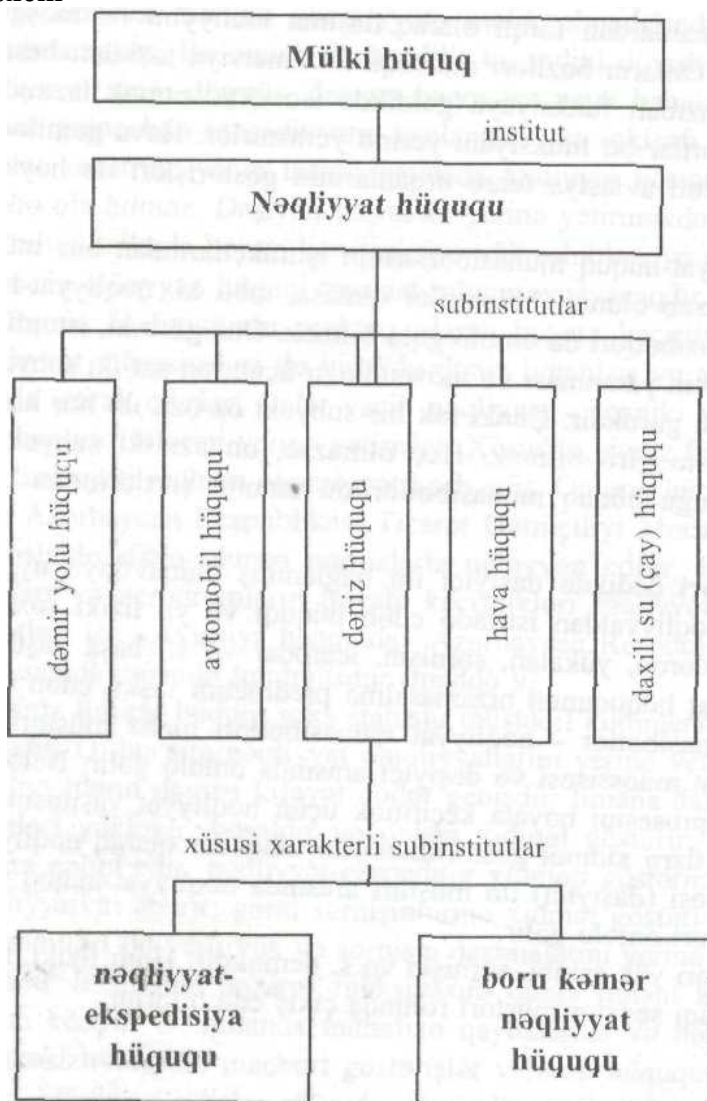 Mülki hüquq
institut
Nəqliyyat hüququ
subinstitutlar
dəmir yolu hüququ
avtomobil hüququ
dəniz hüququ
hava hüququ
daxili su (çay) hüququ
xüsusi xarakterli subinstitutlar
nəqliyyat-
ekspedisiya
hüququ
boru kəmər
nəqliyyat
hüququ